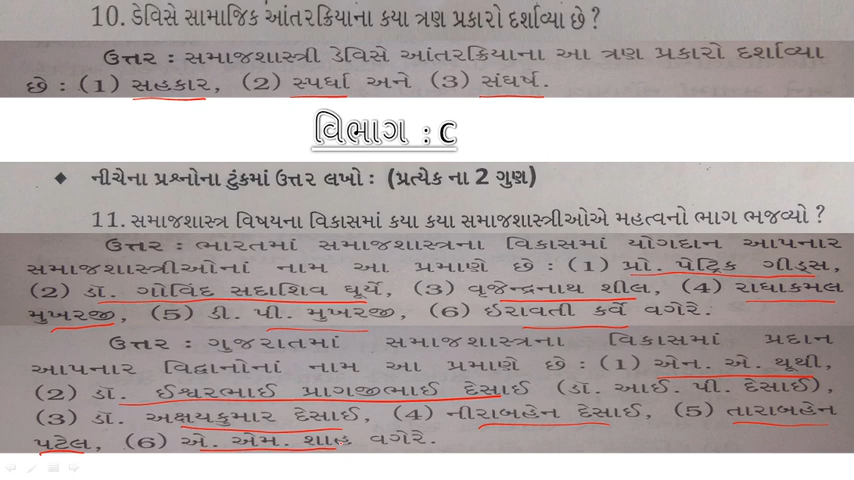 10. ડેવિસે સામાજિક આંતરક્રિયાના કયા ત્રણ પ્રકારો દર્શાવ્યા છે ?
ઉત્તર : સમાજશાસ્ત્રી ડેવિસે આંતરક્રિયાના આ ત્રણ પ્રકારો દર્શાવ્યા
છે : (1) સહકાર, (2) સ્પર્ધા અને (3) સંઘર્ષ.
વિભાગ : C
◆ નીચેના પ્રશ્નોના ટૂંકમાં ઉત્તર લખો : (પ્રત્યેક ના 2 ગુણ)
11. સમાજશાસ્ત્ર વિષયના વિકાસમાં કયા કયા સમાજશાસ્ત્રીઓએ મહત્વનો ભાગ ભજવ્યો ?
ઉત્તર : ભારતમાં સમાજશાસ્ત્રના વિકાસમાં યોગદાન આપનાર
સમાજશાસ્ત્રીઓનાં નામ આ પ્રમાણે છે : (1) પ્રો. પેટ્રિક ગીડ્સ,
(2) ડૉ. ગોવિંદ સદાશિવ ઘૂર્યે, (3) વૃજેન્દ્રનાથ શીલ, (4) રાધાકમલ
મુખરજી, (5) ડી. પી. મુખરજી, (6) ઈરાવતી કર્વે વગેરે.
ઉત્તર : ગુજરાતમાં સમાજશાસ્ત્રના વિકાસમાં પ્રદાન
આપનાર વિદ્વાનોનાં નામ આ પ્રમાણે છે : (1) એન. એ. થૂથી,
(2) ડૉ. ઈશ્વરભાઈ પ્રાગજીભાઈ દેસાઈ (ડૉ. આઈ. પી. દેસાઈ),
(3) ડૉ. અક્ષયકુમાર દેસાઈ, (4) નીરાબહેન દેસાઈ, (5) તારાબહેન
પટેલ, (6) એ. એમ. શાહ વગેરે.